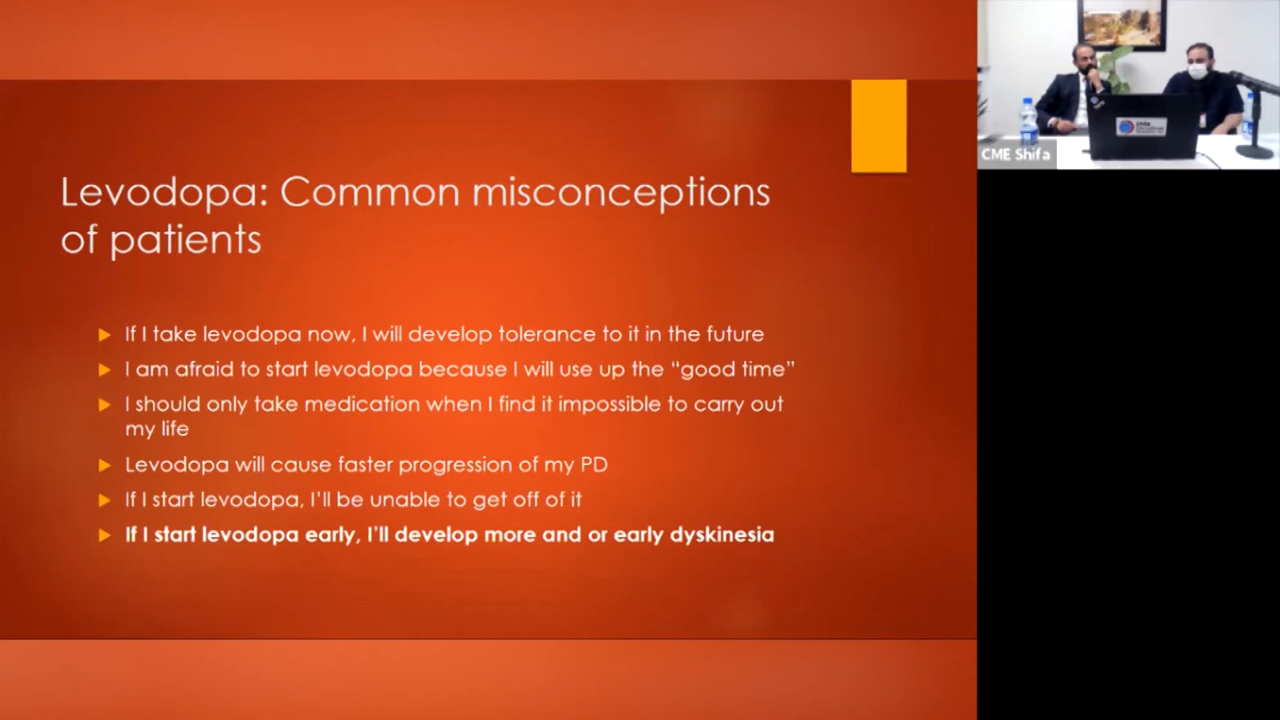 Levodopa: Common misconceptions
of patients
If I take levodopa now, I will develop tolerance to it in the future
I am afraid to start levodopa because I will use up the “good time”
I should only take medication when I find it impossible to carry out
my life
Levodopa will cause faster progression of my PD
If I start levodopa, I’ll be unable to get off of it
If I start levodopa early, I’ll develop more and or early dyskinesia
CME Shifa